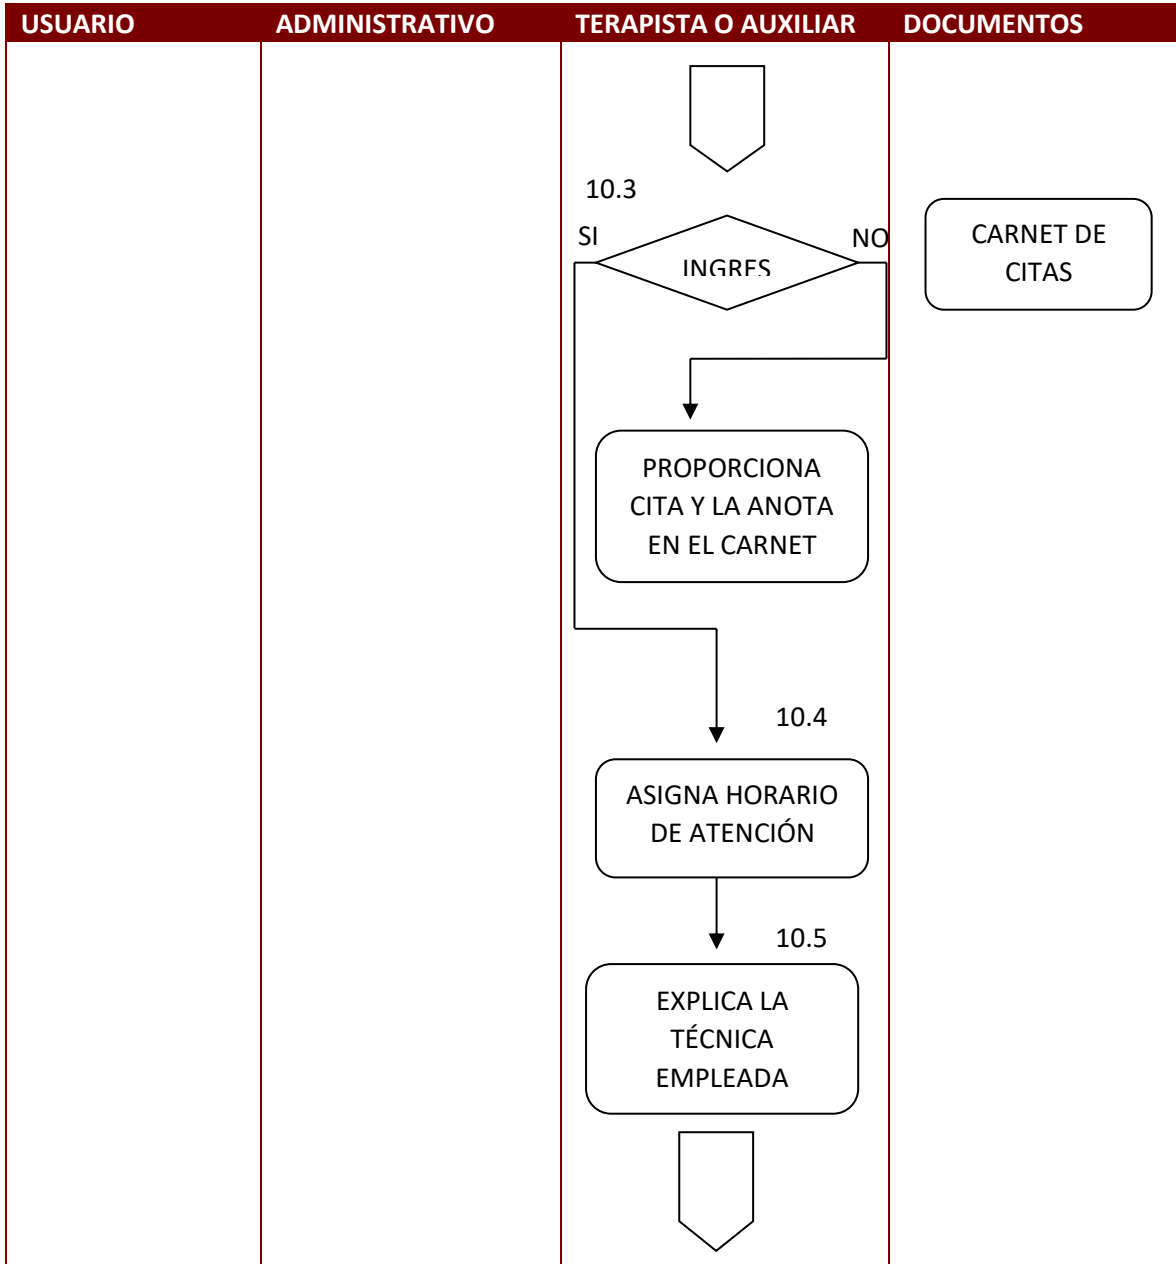 USUARIO ADMINISTRATIVO TERAPISTA O AUXILIAR DOCUMENTOS
10.3
SI
NO
INGRES
CARNET DE
CITAS
PROPORCIONA
CITA Y LA ANOTA
EN EL CARNET
10.4
ASIGNA HORARIO
DE ATENCIÓN
10.5
EXPLICA LA
TÉCNICA
EMPLEADA